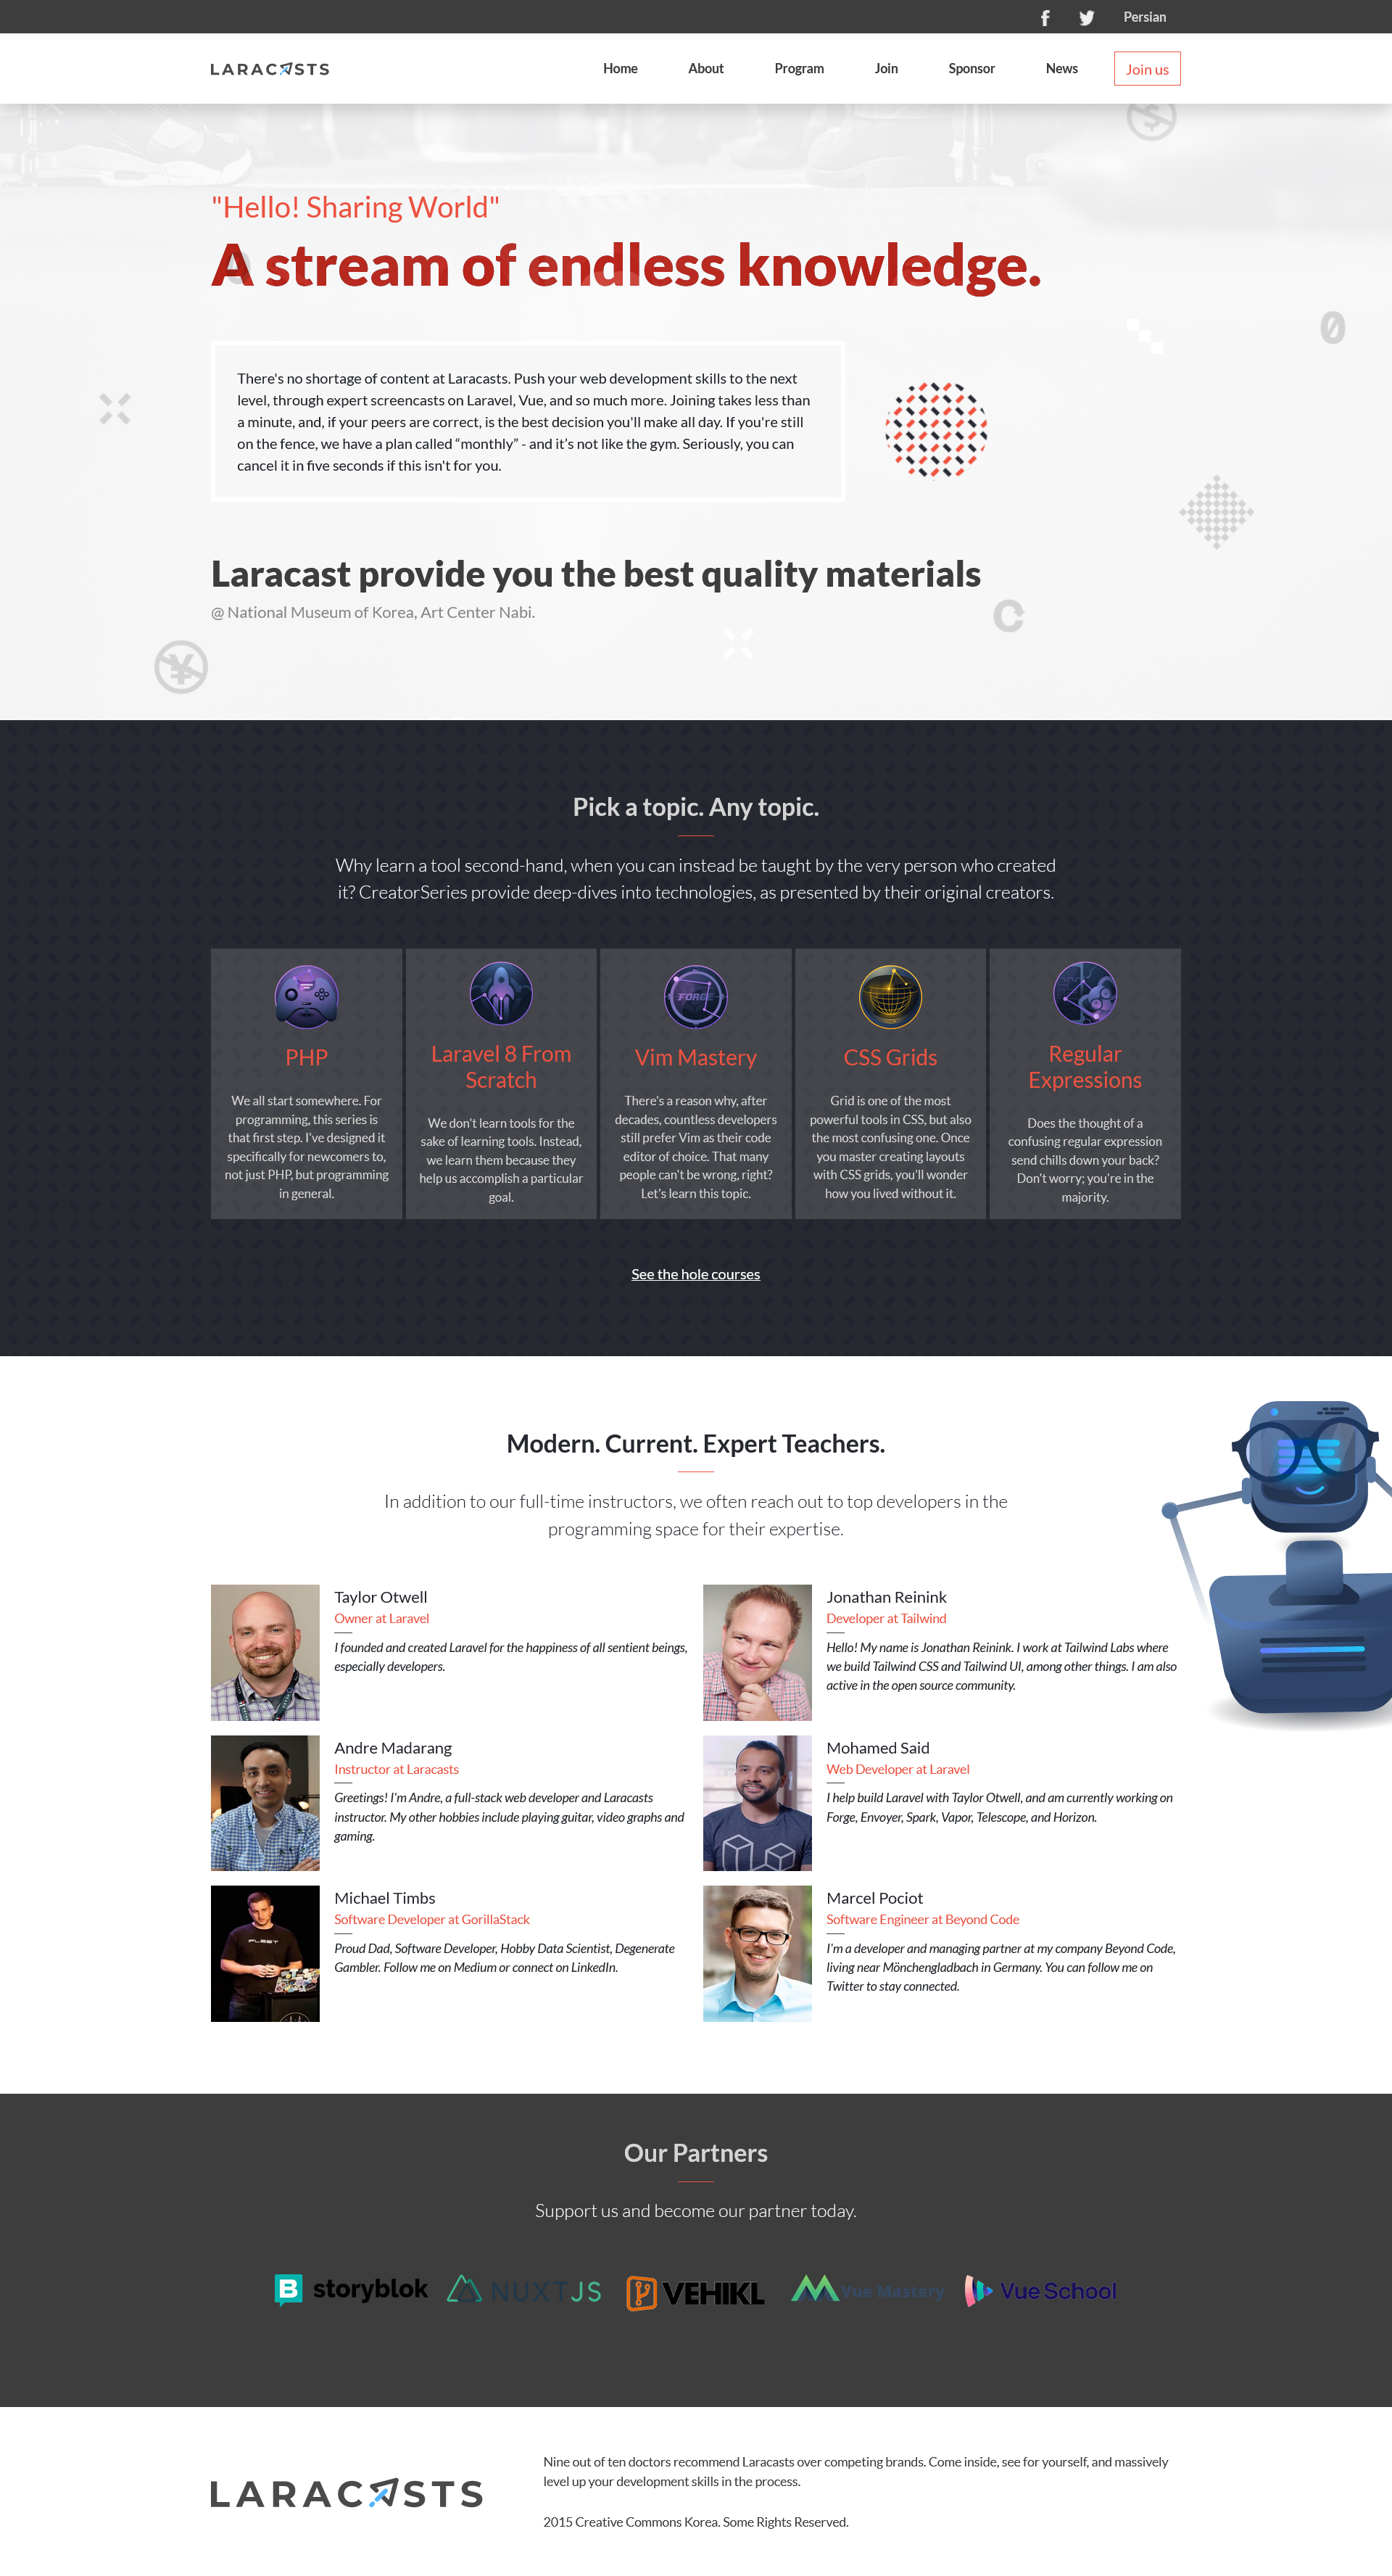 Persian
LARACASTS
Home About Program Join Sponsor News Join us
"Hello! Sharing World"
A stream of endless knowledge.
There's no shortage of content at Laracasts. Push your web development skills to the next
level, through expert screencasts on Laravel, Vue, and so much more. Joining takes less than
a minute, and, if your peers are correct, is the best decision you'll make all day. If you're still
on the fence, we have a plan called “monthly” - and it’s not like the gym. Seriously, you can
cancel it in five seconds if this isn't for you.
Laracast provide you the best quality materials
@ National Museum of Korea, Art Center Nabi.
Pick a topic. Any topic.
Why learn a tool second-hand, when you can instead be taught by the very person who created
it? CreatorSeries provide deep-dives into technologies, as presented by their original creators.
PHP
We all start somewhere. For
programming, this series is
that first step. I've designed it
specifically for newcomers to,
not just PHP, but programming
in general.
Laravel 8 From
Scratch
We don't learn tools for the
sake of learning tools. Instead,
we learn them because they
help us accomplish a particular
goal.
FORGE
Vim Mastery
There's a reason why, after
decades, countless developers
still prefer Vim as their code
editor of choice. That many
people can't be wrong, right?
Let's learn this topic.
CSS Grids
Grid is one of the most
powerful tools in CSS, but also
the most confusing one. Once
you master creating layouts
with CSS grids, you'll wonder
how you lived without it.
Regular
Expressions
Does the thought of a
confusing regular expression
send chills down your back?
Don't worry; you're in the
majority.
See the hole courses
Modern. Current. Expert Teachers.
In addition to our full-time instructors, we often reach out to top developers in the
programming space for their expertise.
Taylor Otwell
Owner at Laravel
I founded and created Laravel for the happiness of all sentient beings,
especially developers.
Jonathan Reinink
Developer at Tailwind
Hello! My name is Jonathan Reinink. I work at Tailwind Labs where
we build Tailwind CSS and Tailwind UI, among other things. I am also
active in the open source community.
Andre Madarang
Instructor at Laracasts
Greetings! I'm Andre, a full-stack web developer and Laracasts
instructor. My other hobbies include playing guitar, video graphs and
gaming.
Mohamed Said
Web Developer at Laravel
I help build Laravel with Taylor Otwell, and am currently working on
Forge, Envoyer, Spark, Vapor, Telescope, and Horizon.
Michael Timbs
Software Developer at GorillaStack
Proud Dad, Software Developer, Hobby Data Scientist, Degenerate
Gambler. Follow me on Medium or connect on LinkedIn.
FLEET
Marcel Pociot
Software Engineer at Beyond Code
I'm a developer and managing partner at my company Beyond Code,
living near Mönchengladbach in Germany. You can follow me on
Twitter to stay connected.
Our Partners
Support us and become our partner today.
B storyblok NUXTJS VEHIKL Vue Mastery Vue School
LARACASTS
Nine out of ten doctors recommend Laracasts over competing brands. Come inside, see for yourself, and massively
level up your development skills in the process.
2015 Creative Commons Korea. Some Rights Reserved.